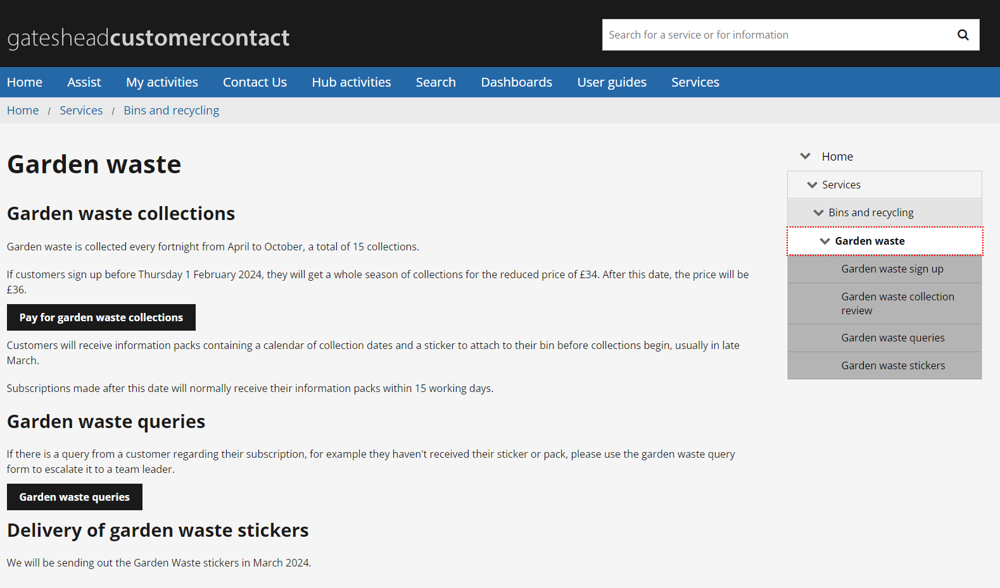 gatesheadcustomercontact
Search for a service or for information
Home Assist My activities Contact Us Hub activities Search Dashboards User guides Services
Home / Services / Bins and recycling
Garden waste
Garden waste collections
Garden waste is collected every fortnight from April to October, a total of 15 collections.
If customers sign up before Thursday 1 February 2024, they will get a whole season of collections for the reduced price of £34. After this date, the price will be
£36.
Pay for garden waste collections
Customers will receive information packs containing a calendar of collection dates and a sticker to attach to their bin before collections begin, usually in late
March.
Subscriptions made after this date will normally receive their information packs within 15 working days.
Garden waste queries
If there is a query from a customer regarding their subscription, for example they haven't received their sticker or pack, please use the garden waste query
form to escalate it to a team leader.
Garden waste queries
Delivery of garden waste stickers
We will be sending out the Garden Waste stickers in March 2024.
Home
Services
Bins and recycling
Garden waste
Garden waste sign up
Garden waste collection
review
Garden waste queries
Garden waste stickers